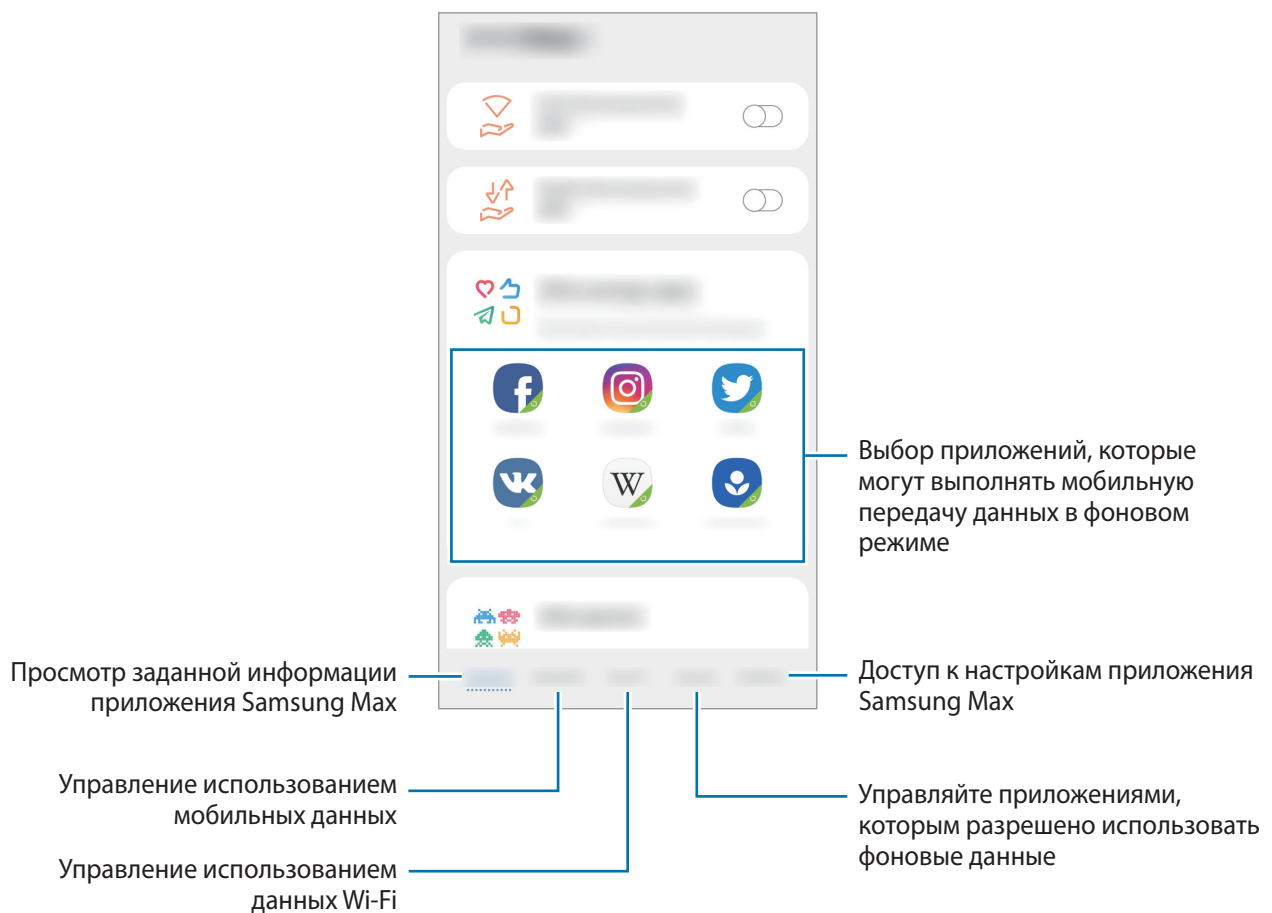 Выбор приложений, которые
могут выполнять мобильную
передачу данных в фоновом
режиме
Просмотр заданной информации
приложения Samsung Max
Доступ к настройкам приложения
Samsung Max
Управление использованием
мобильных данных
Управляйте приложениями,
которым разрешено использовать
фоновые данные
Управление использованием
данных Wi-Fi